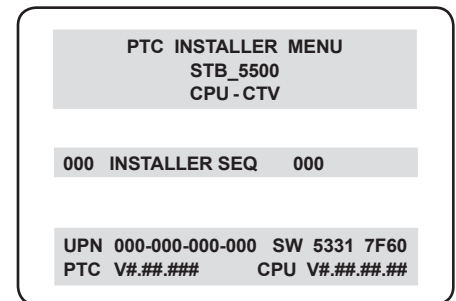 PTC INSTALLER MENU
STB_5500
CPU - CTV
000 INSTALLER SEQ 000
UPN 000-000-000-000 SW 5331 7F60
PTC V#.##.### CPU V#.##.##.##